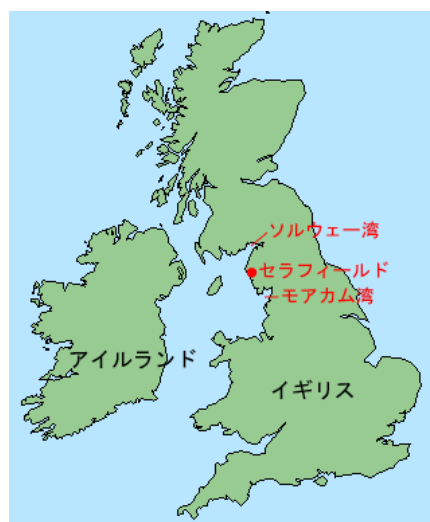 ソルウェー湾
セラフィールド
モアカム湾
アイルランド
イギリス